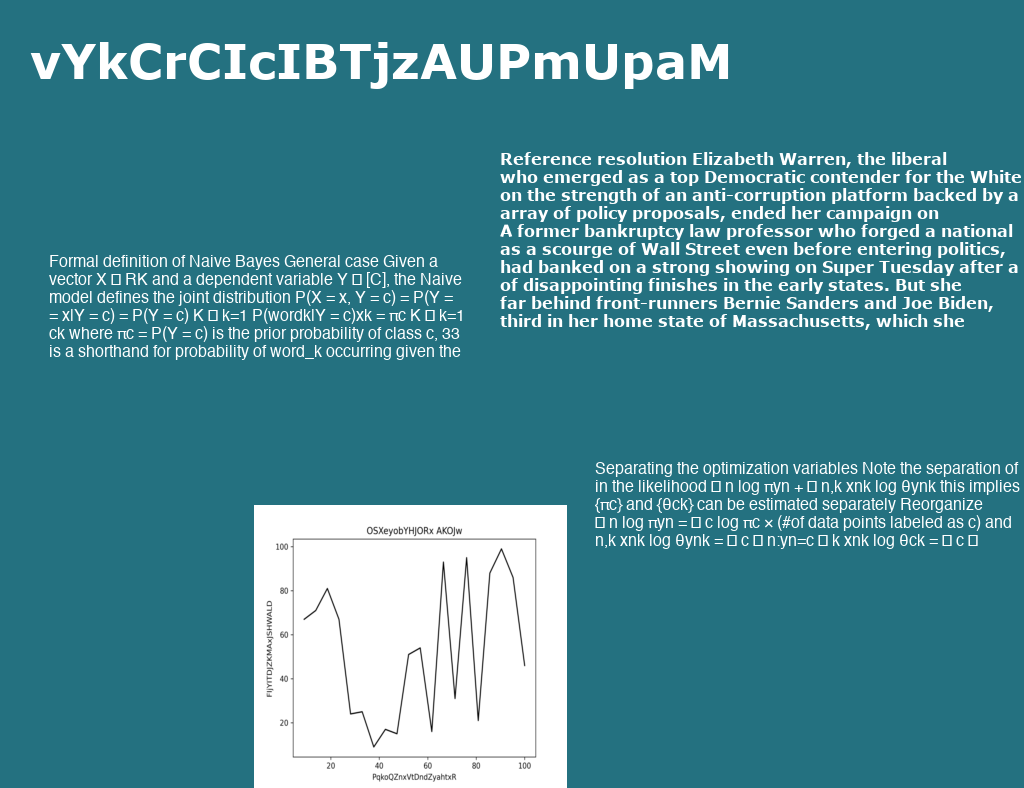 vYkCrCIcIBTjzAUPmUpaM
Reference resolution Elizabeth Warren, the liberal
who emerged as a top Democratic contender for the White
on the strength of an anti-corruption platform backed by a
array of policy proposals, ended her campaign on
A former bankruptcy law professor who forged a national
as a scourge of Wall Street even before entering politics,
had banked on a strong showing on Super Tuesday after a
of disappointing finishes in the early states. But she
far behind front-runners Bernie Sanders and Joe Biden,
third in her home state of Massachusetts, which she
Formal definition of Naive Bayes General case Given a
vector X □ RK and a dependent variable Y □ [C], the Naive
model defines the joint distribution P(X = x, Y = c) = P(Y =
= x|Y = c) = P(Y = c) K □ k=1 P(wordk|Y = c)xk = πc K □ k=1
ck where πc = P(Y = c) is the prior probability of class c, 33
is a shorthand for probability of word_k occurring given the
Separating the optimization variables Note the separation of
in the likelihood □ n log πyn + □ n,k xnk log θynk this implies
{πc} and {θck} can be estimated separately Reorganize
□ n log πyn = □ c log πc × (#of data points labeled as c) and
n,k xnk log θynk = □ c □ n:yn=c □ k xnk log θck = □ c □
OSXeyobYHJORx AKOJw
FIjYITDJZKMAxJSHWALD
100
80
60
40
20
20 40 60 80 100
PqkoQZnxVtDndZyahtxR